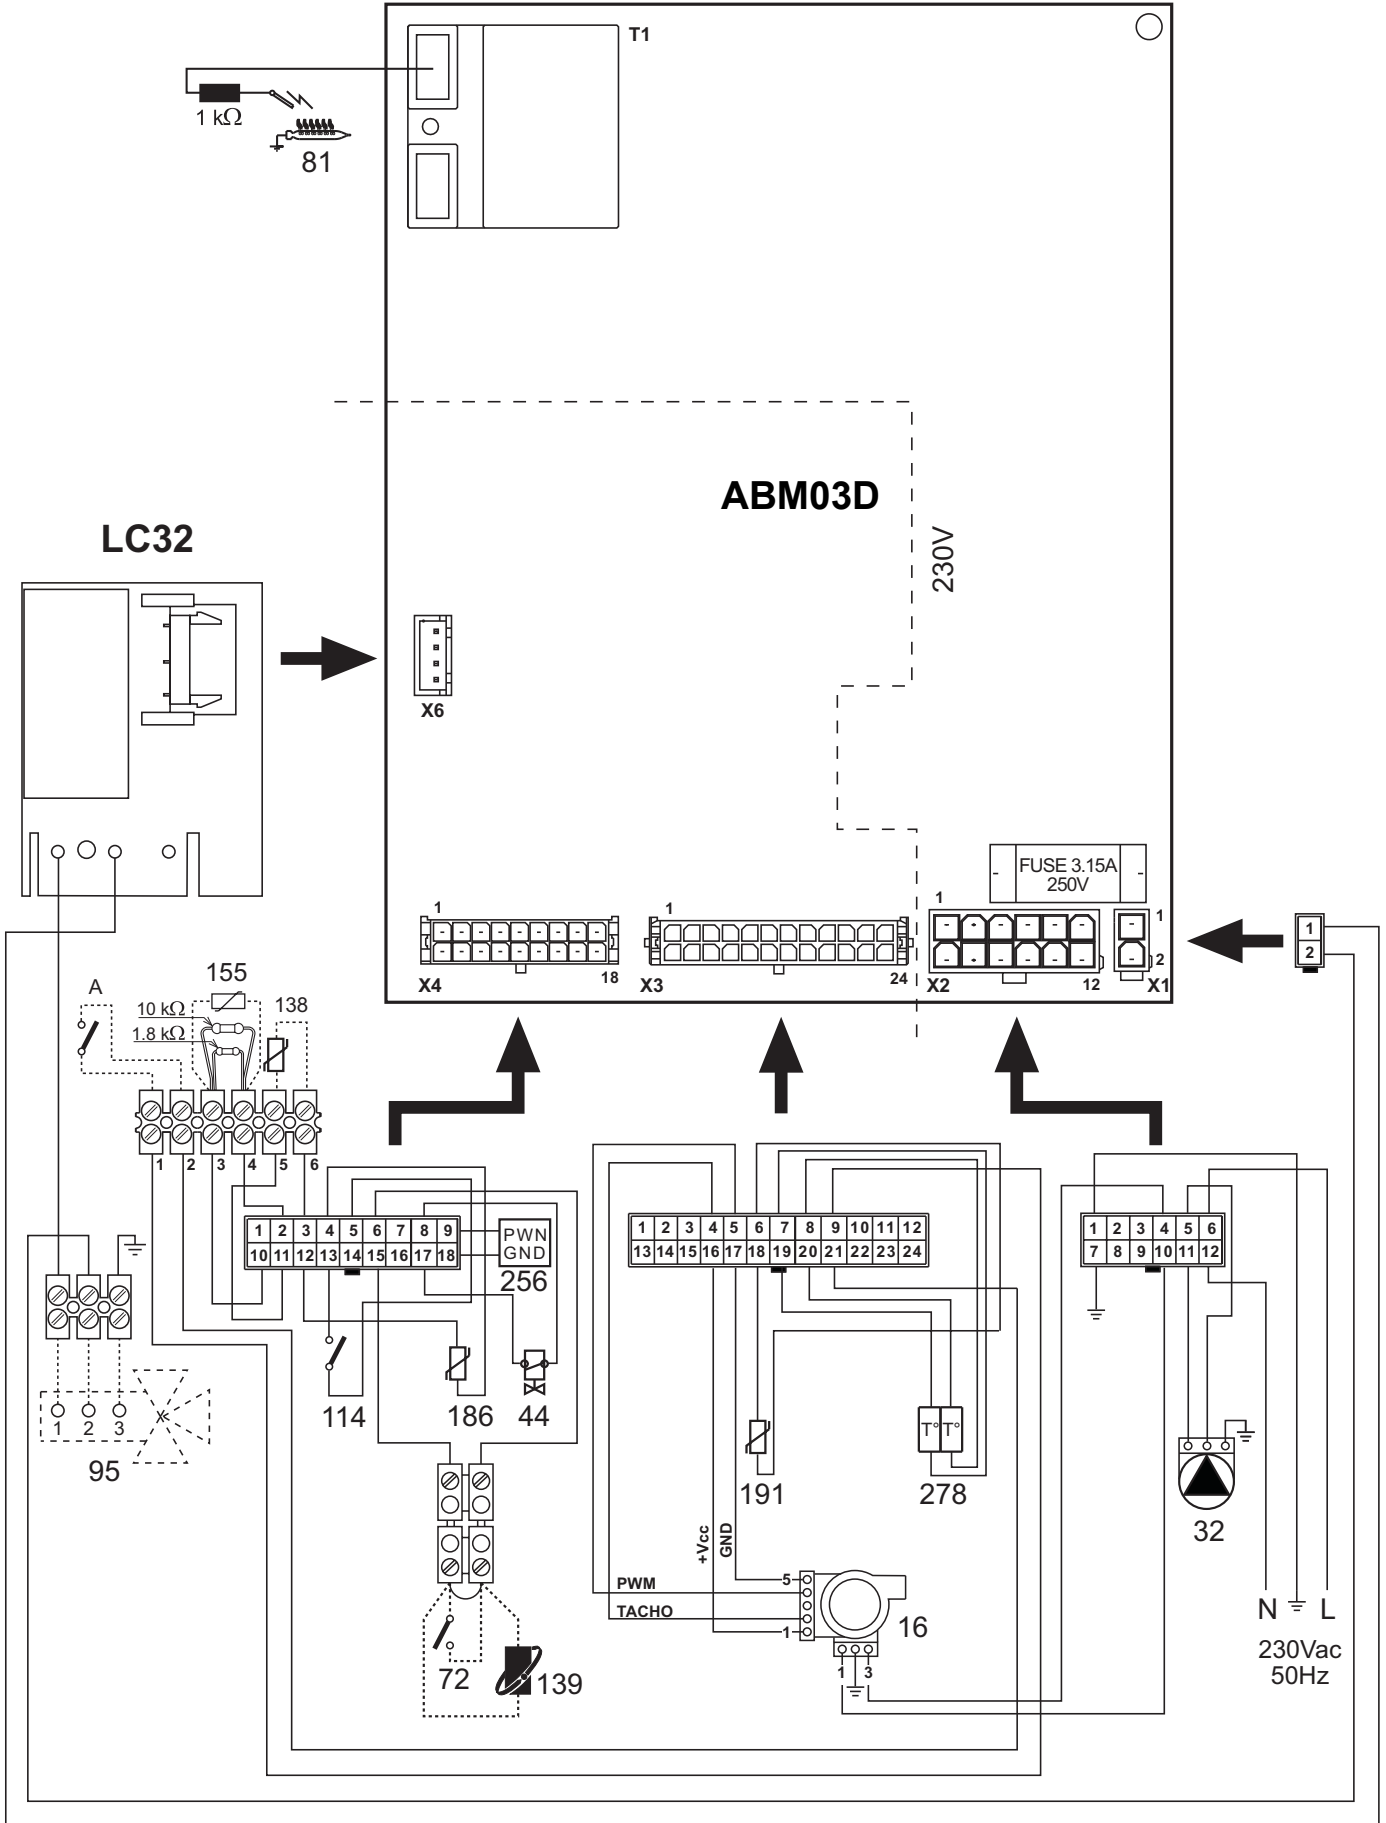 T1
1 kΩ
81
ABM03D
230V
LC32
X6
FUSE 3.15A
250V
1
1
1
1
2
X4
18
X3
24
X2
12
X1
1
2
155
A
138
10 kΩ
1.8 kΩ
1 2 3 4 5 6
1 2 3 4 5 6 7 8 9
10 11 12 13 14 15 16 17 18
PWN
GND
256
1 2 3 4 5 6 7 8 9 10 11 12
13 14 15 16 17 18 19 20 21 22 23 24
1 2 3 4 5 6
7 8 9 10 11 12
114
186
44
1 2 3
95
T° T°
191
278
32
+Vcc
GND
PWM
TACHO
5
1
16
1 3
72
139
N L
230Vac
50Hz